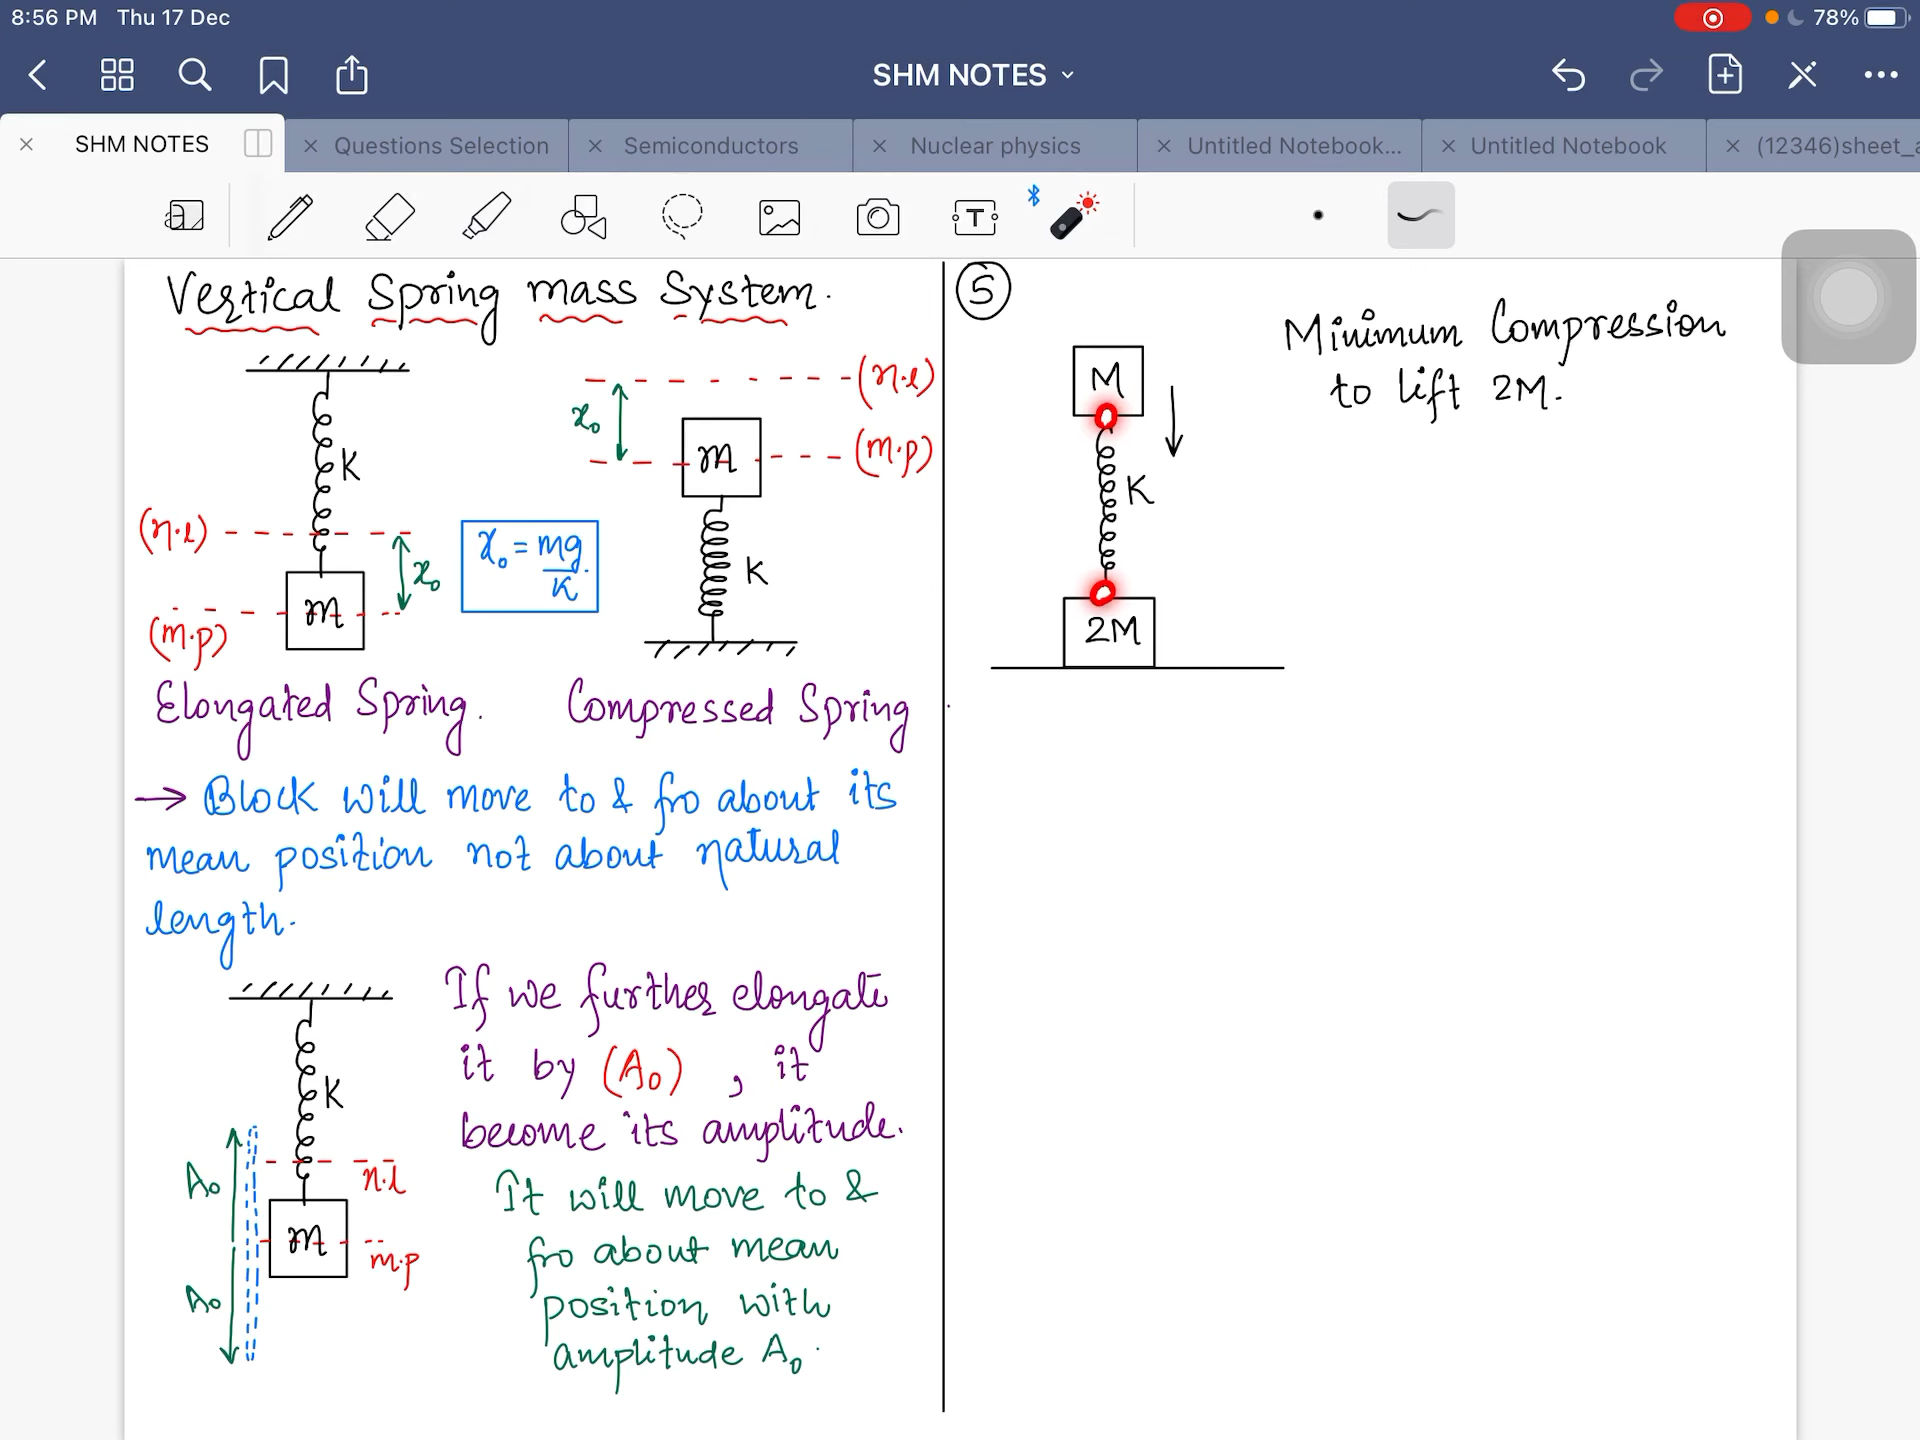 8:56 PM Thu 17 Dec
78%
SHM NOTES
SHM NOTES
Questions Selection
Semiconductors
Nuclear physics
Untitled Notebook...
Untitled Notebook
(12346)sheet_a
a
T
Vertical Spring mass System.
K
(n.l)
x₀
m
(m.p)
x₀ = mg/K
(n.l)
x₀
m
(m.p)
K
Elongated Spring.
Compressed Spring
→ Block will move to & fro about its
mean position not about natural
length.
K
A₀
n.l
m
m.p
A₀
If we further elongate
it by (A₀) , it
become its amplitude.
It will move to &
fro about mean
position with
amplitude A₀.
5
M
K
2M
Minimum Compression
to lift 2M.